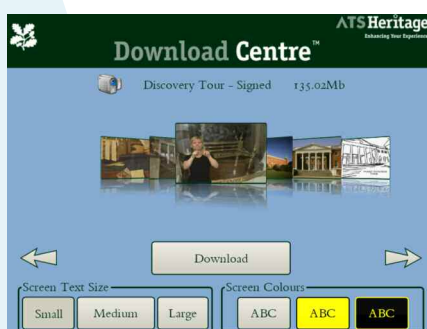 ATS Heritage
Enhancing Your Experience
Download Centre™
Discovery Tour - Signed 135.02Mb
Download
Screen Text Size
Small Medium Large
Screen Colours
ABC ABC ABC